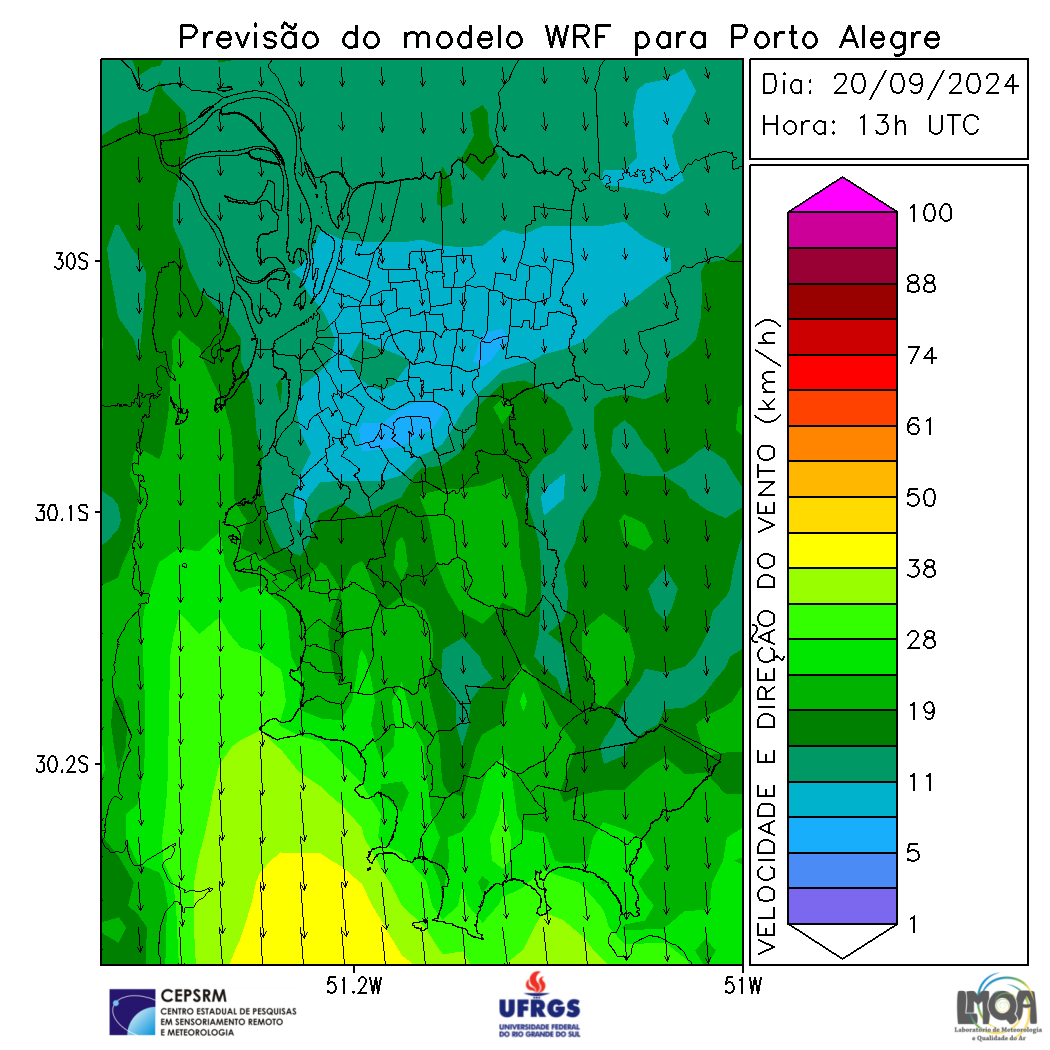 Previsão do modelo WRF para Porto Alegre
Dia: 20/09/2024
Hora: 13h UTC
30S
30.1S
30.2S
51.2W
51W
VELOCIDADE E DIREÇÃO DO VENTO (km/h)
100
88
74
61
50
38
28
19
11
5
1
CEPSRM
CENTRO ESTADUAL DE PESQUISAS
EM SENSORIAMENTO REMOTO
E METEOROLOGIA
UFRGS
UNIVERSIDADE FEDERAL
DO RIO GRANDE DO SUL
LMQA
Laboratório de Meteorologia
e Qualidade do Ar